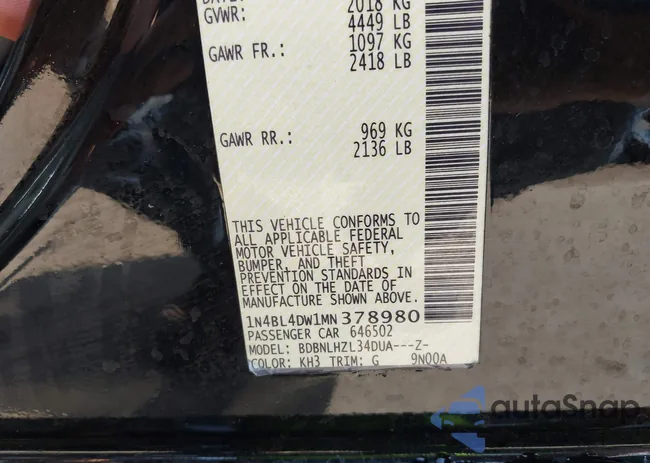 2018 KG
GVWR: 4449 LB
GAWR FR.: 1097 KG
2418 LB
GAWR RR.: 969 KG
2136 LB
THIS VEHICLE CONFORMS TO
ALL APPLICABLE FEDERAL
MOTOR VEHICLE SAFETY,
BUMPER, AND THEFT
PREVENTION STANDARDS IN
EFFECT ON THE DATE OF
MANUFACTURE SHOWN ABOVE.
1N4BL4DW1MN378980
PASSENGER CAR 646502
MODEL: BDBNLHZL34DUA---Z-
COLOR: KH3 TRIM: G 9N00A
autoSnap